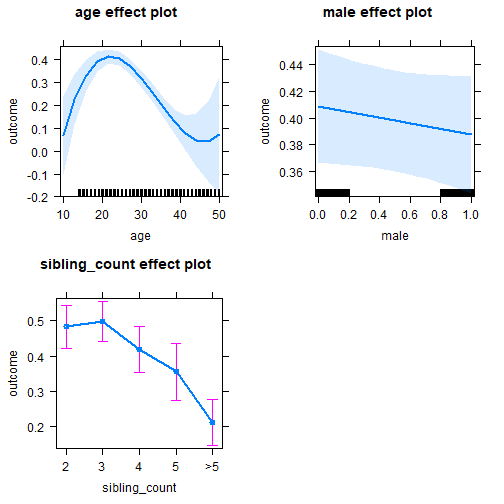 age effect plot
outcome
0.4
0.3
0.2
0.1
0.0
-0.1
-0.2
10 20 30 40 50
age
male effect plot
outcome
0.44
0.42
0.40
0.38
0.36
0.0 0.2 0.4 0.6 0.8 1.0
male
sibling_count effect plot
outcome
0.5
0.4
0.3
0.2
2 3 4 5 >5
sibling_count